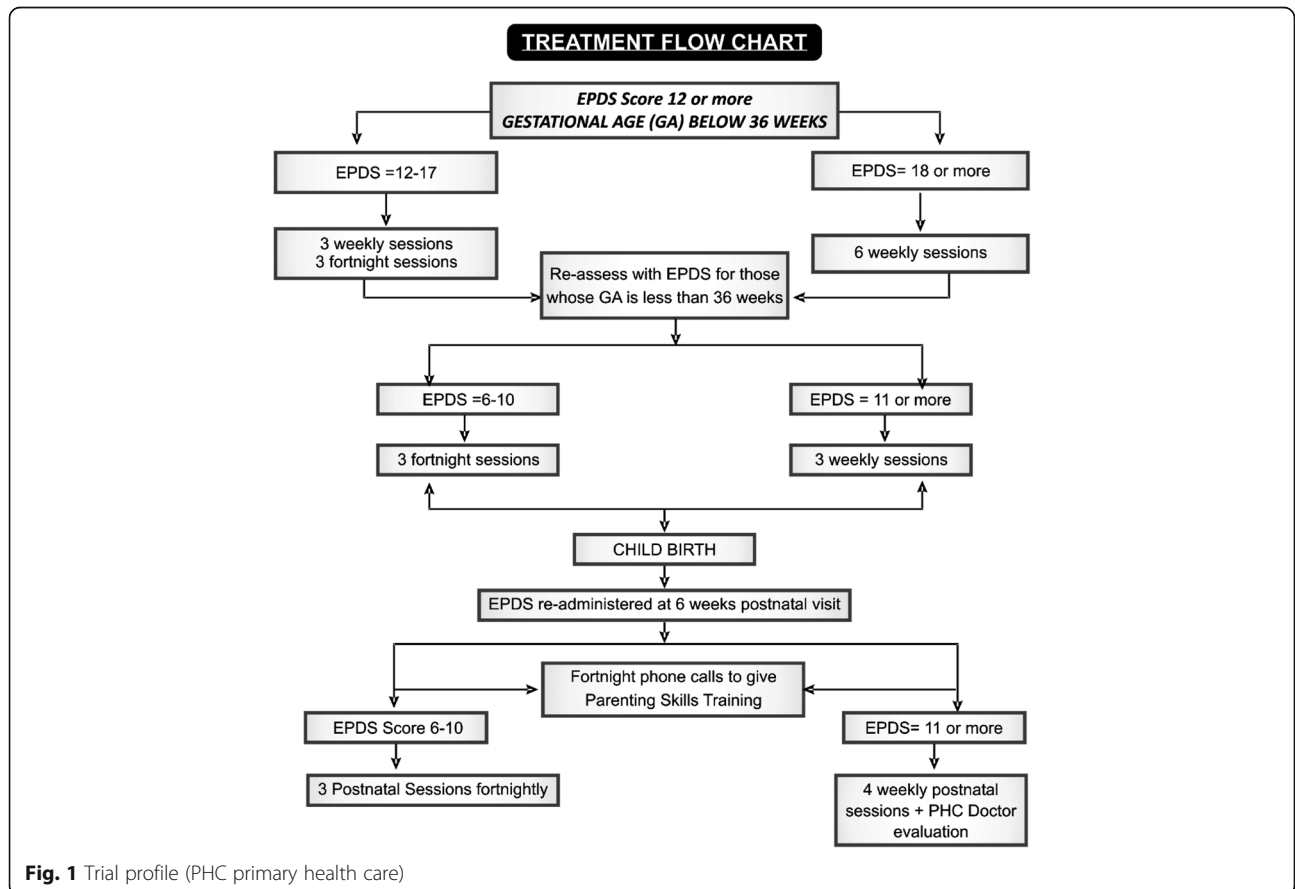 TREATMENT FLOW CHART
EPDS Score 12 or more
GESTATIONAL AGE (GA) BELOW 36 WEEKS
EPDS =12-17
EPDS= 18 or more
3 weekly sessions
3 fortnight sessions
6 weekly sessions
Re-assess with EPDS for those
whose GA is less than 36 weeks
EPDS =6-10
EPDS = 11 or more
3 fortnight sessions
3 weekly sessions
CHILD BIRTH
EPDS re-administered at 6 weeks postnatal visit
Fortnight phone calls to give
Parenting Skills Training
EPDS Score 6-10
EPDS= 11 or more
3 Postnatal Sessions fortnightly
4 weekly postnatal
sessions + PHC Doctor
evaluation
Fig. 1 Trial profile (PHC primary health care)